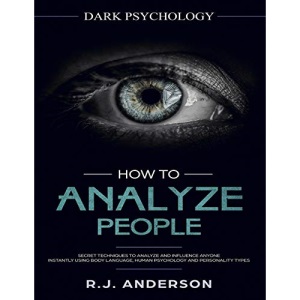 DARK PSYCHOLOGY
HOW TO
ANALYZE
PEOPLE
SECRET TECHNIQUES TO ANALYZE AND INFLUENCE ANYONE
INSTANTLY USING BODY LANGUAGE, HUMAN PSYCHOLOGY AND PERSONALITY TYPES
R.J. ANDERSON